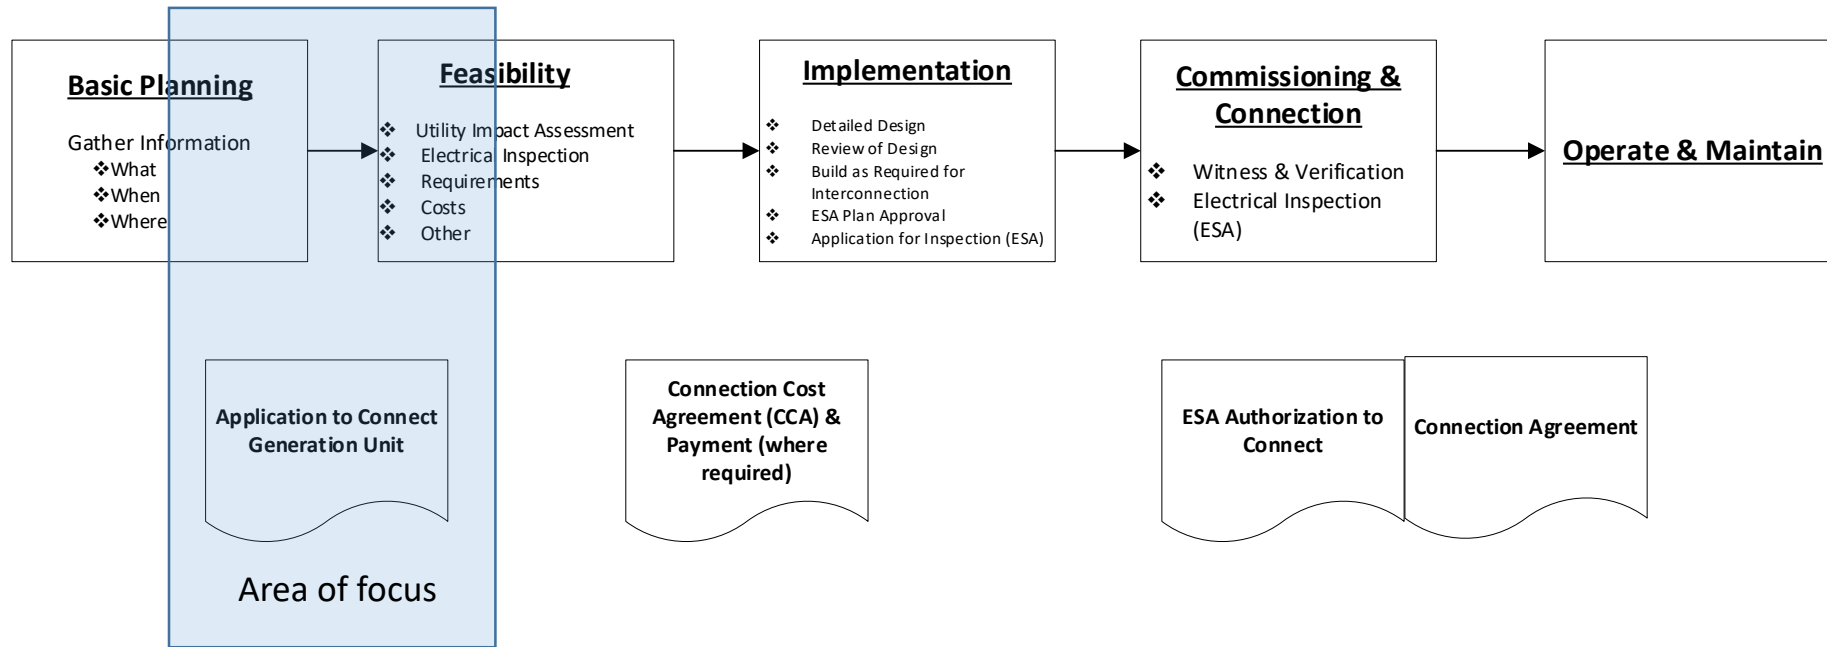 Basic Planning
Gather Information
❖What
❖When
❖Where
Feasibility
❖ Utility Impact Assessment
❖ Electrical Inspection
❖ Requirements
❖ Costs
❖ Other
Implementation
❖ Detailed Design
❖ Review of Design
❖ Build as Required for
Interconnection
❖ ESA Plan Approval
❖ Application for Inspection (ESA)
Commissioning &
Connection
❖ Witness & Verification
❖ Electrical Inspection
(ESA)
Operate & Maintain
Application to Connect
Generation Unit
Connection Cost
Agreement (CCA) &
Payment (where
required)
ESA Authorization to
Connect
Connection Agreement
Area of focus